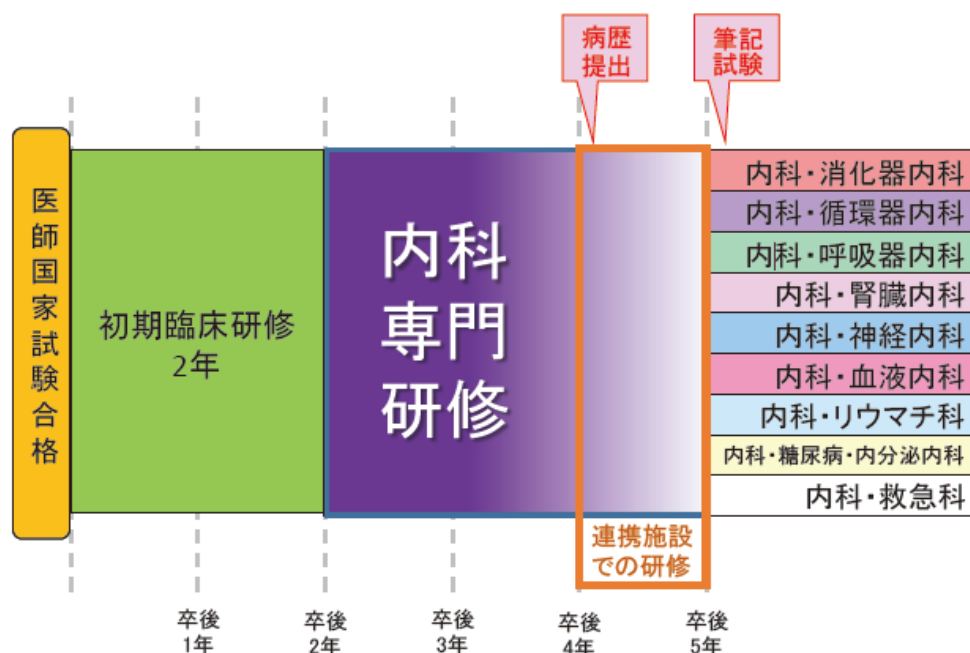 病歴
提出
筆記
試験
医師国家試験合格
初期臨床研修
2年
内科
専門
研修
内科・消化器内科
内科・循環器内科
内科・呼吸器内科
内科・腎臓内科
内科・神経内科
内科・血液内科
内科・リウマチ科
内科・糖尿病・内分泌内科
内科・救急科
連携施設
での研修
卒後
1年
卒後
2年
卒後
3年
卒後
4年
卒後
5年